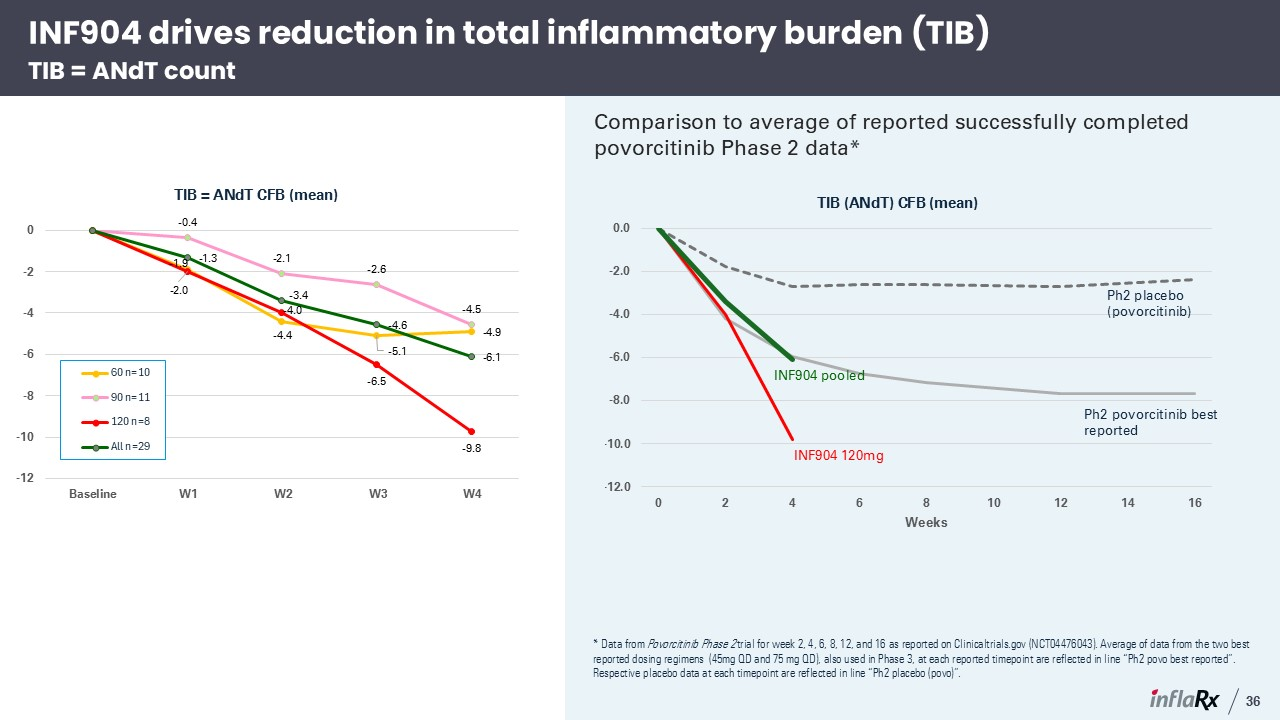 INF904 drives reduction in total inflammatory burden (TIB)
TIB = ANdT count
TIB = ANdT CFB (mean)
0
-2
-4
-6
-8
-10
-12
-0.4
-1.9
-1.3
-2.0
-2.1
-3.4
-4.0
-4.4
-2.6
-4.6
-5.1
-6.5
-4.5
-4.9
-6.1
-9.8
60 n=10
90 n=11
120 n=8
All n=29
Baseline W1 W2 W3 W4
Comparison to average of reported successfully completed
povorcitinib Phase 2 data*
TIB (ANdT) CFB (mean)
0.0
-2.0
-4.0
-6.0
-8.0
-10.0
-12.0
Ph2 placebo
(povorcitinib)
INF904 pooled
Ph2 povorcitinib best
reported
INF904 120mg
0 2 4 6 8 10 12 14 16
Weeks
* Data from Povorcitinib Phase 2 trial for week 2, 4, 6, 8, 12, and 16 as reported on Clinicaltrials.gov (NCT04476043). Average of data from the two best
reported dosing regimens (45mg QD and 75 mg QD), also used in Phase 3, at each reported timepoint are reflected in line “Ph2 povo best reported”.
Respective placebo data at each timepoint are reflected in line “Ph2 placebo (povo)”.
inflaRx 36